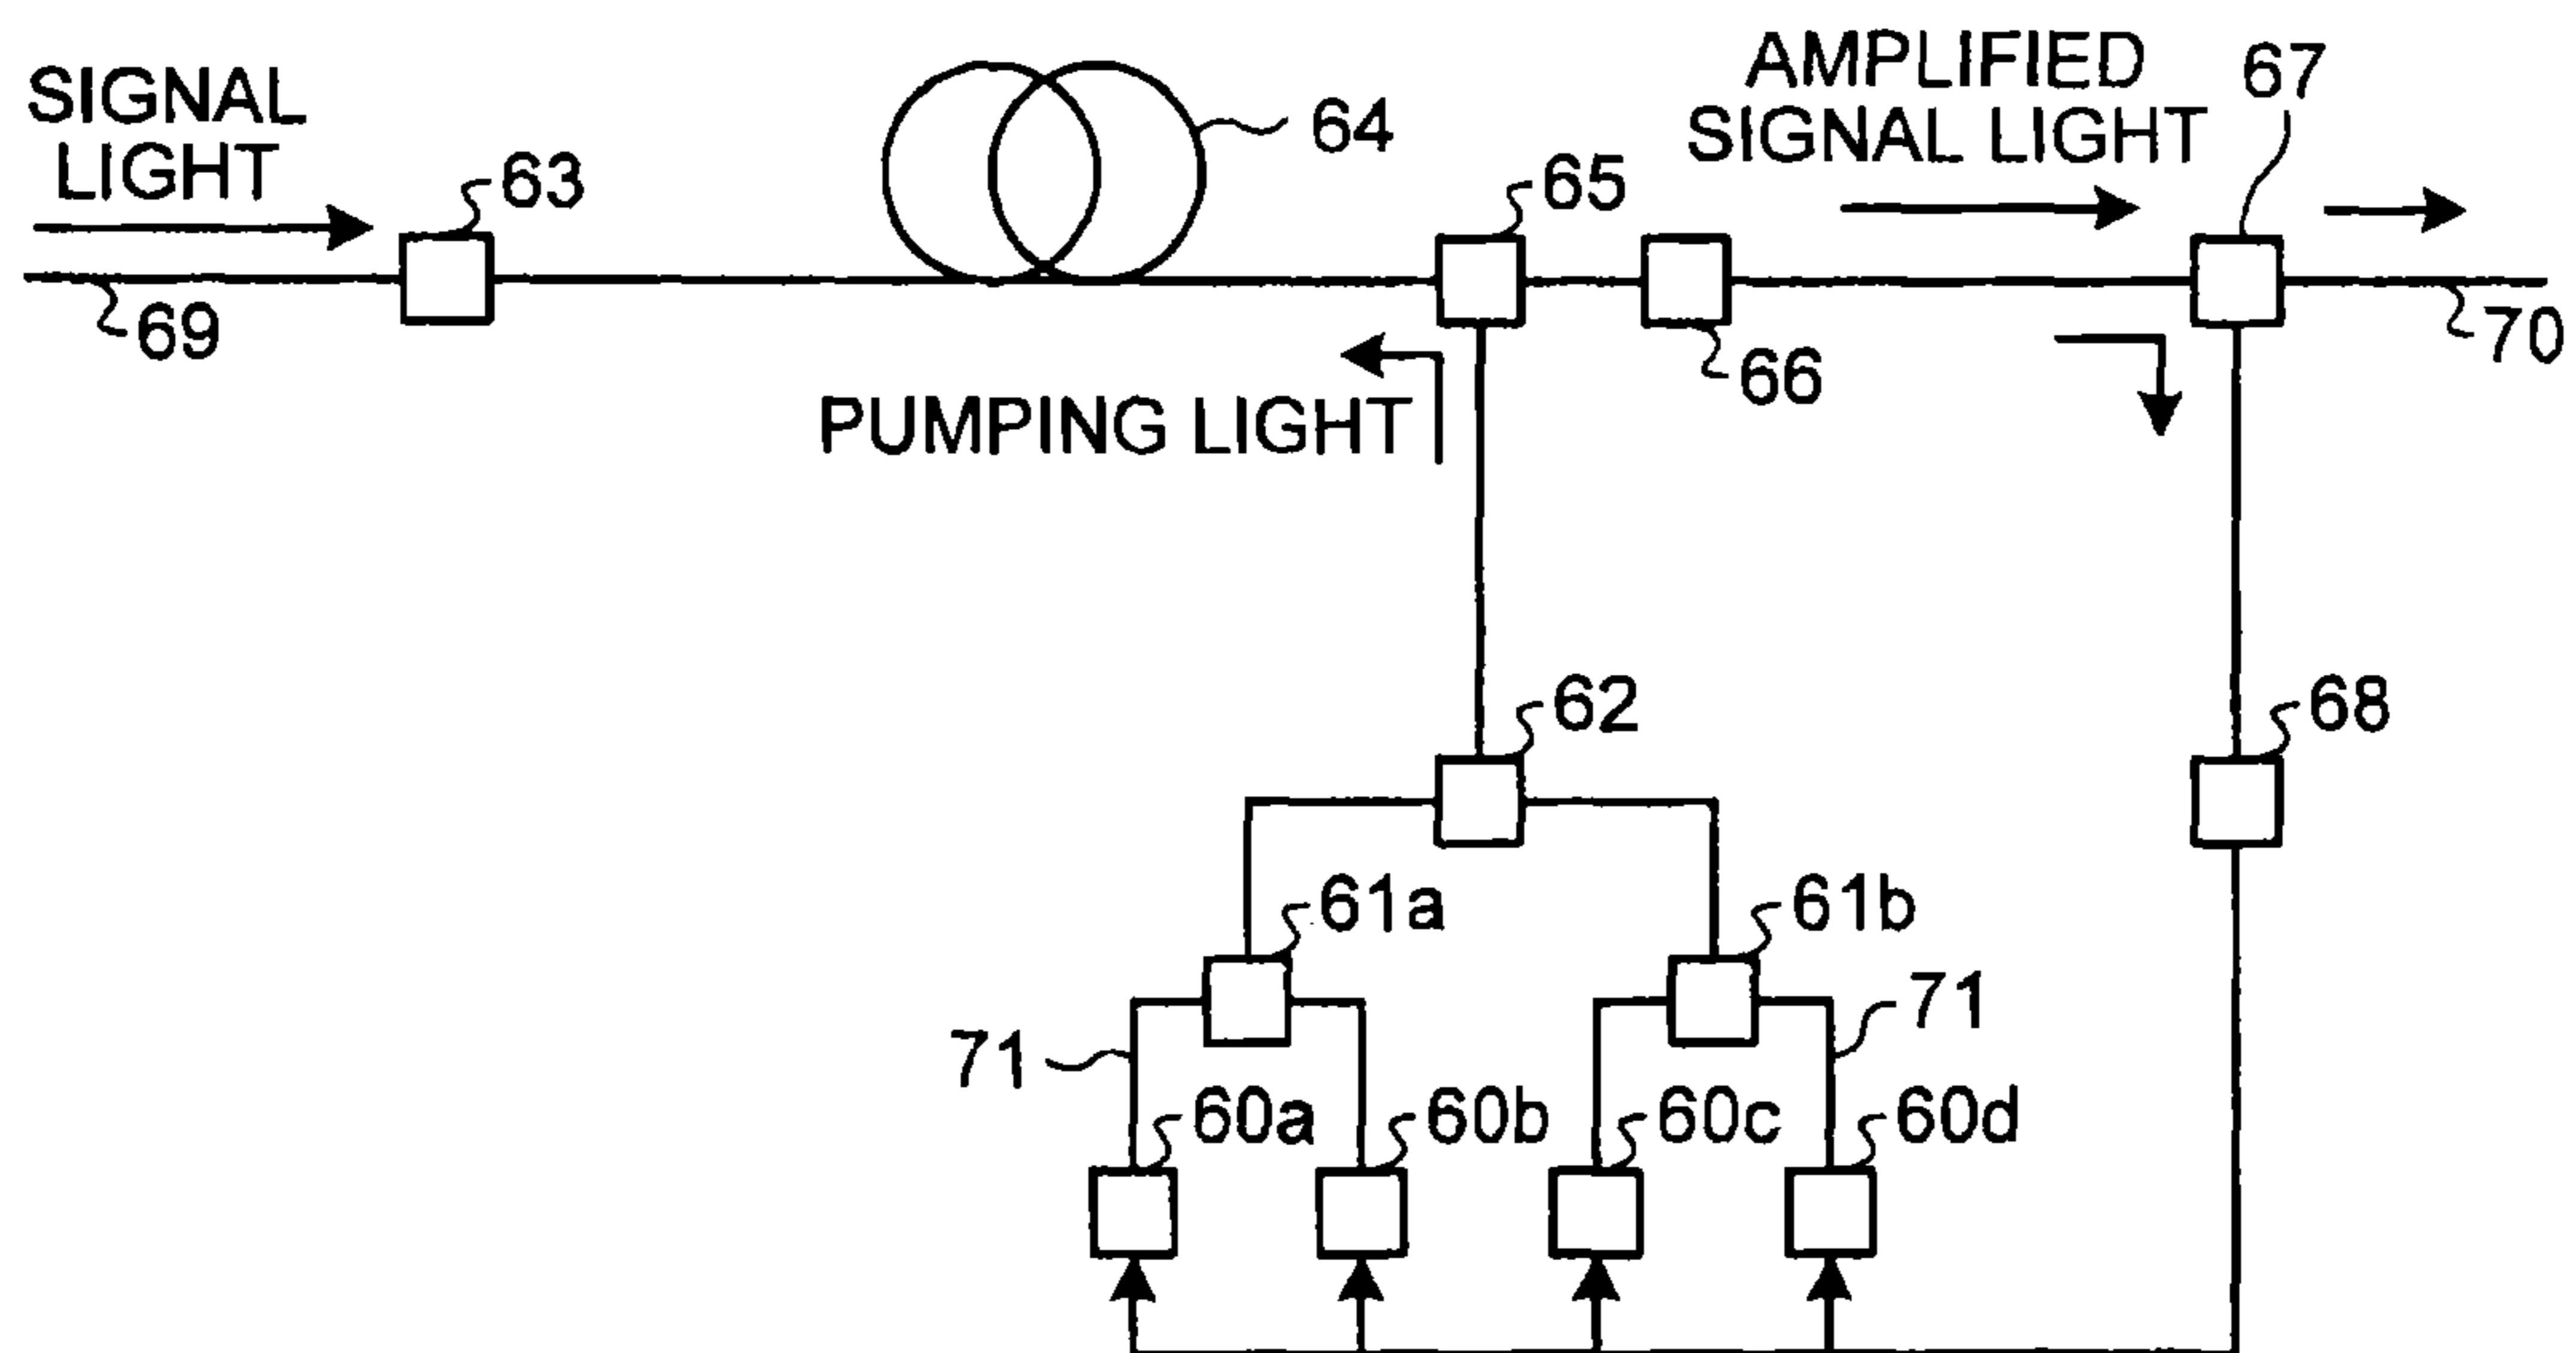 SIGNAL
LIGHT
63
64
AMPLIFIED
SIGNAL LIGHT
67
65
69
66
70
PUMPING LIGHT
62
68
61a
61b
71
71
60a
60b
60c
60d